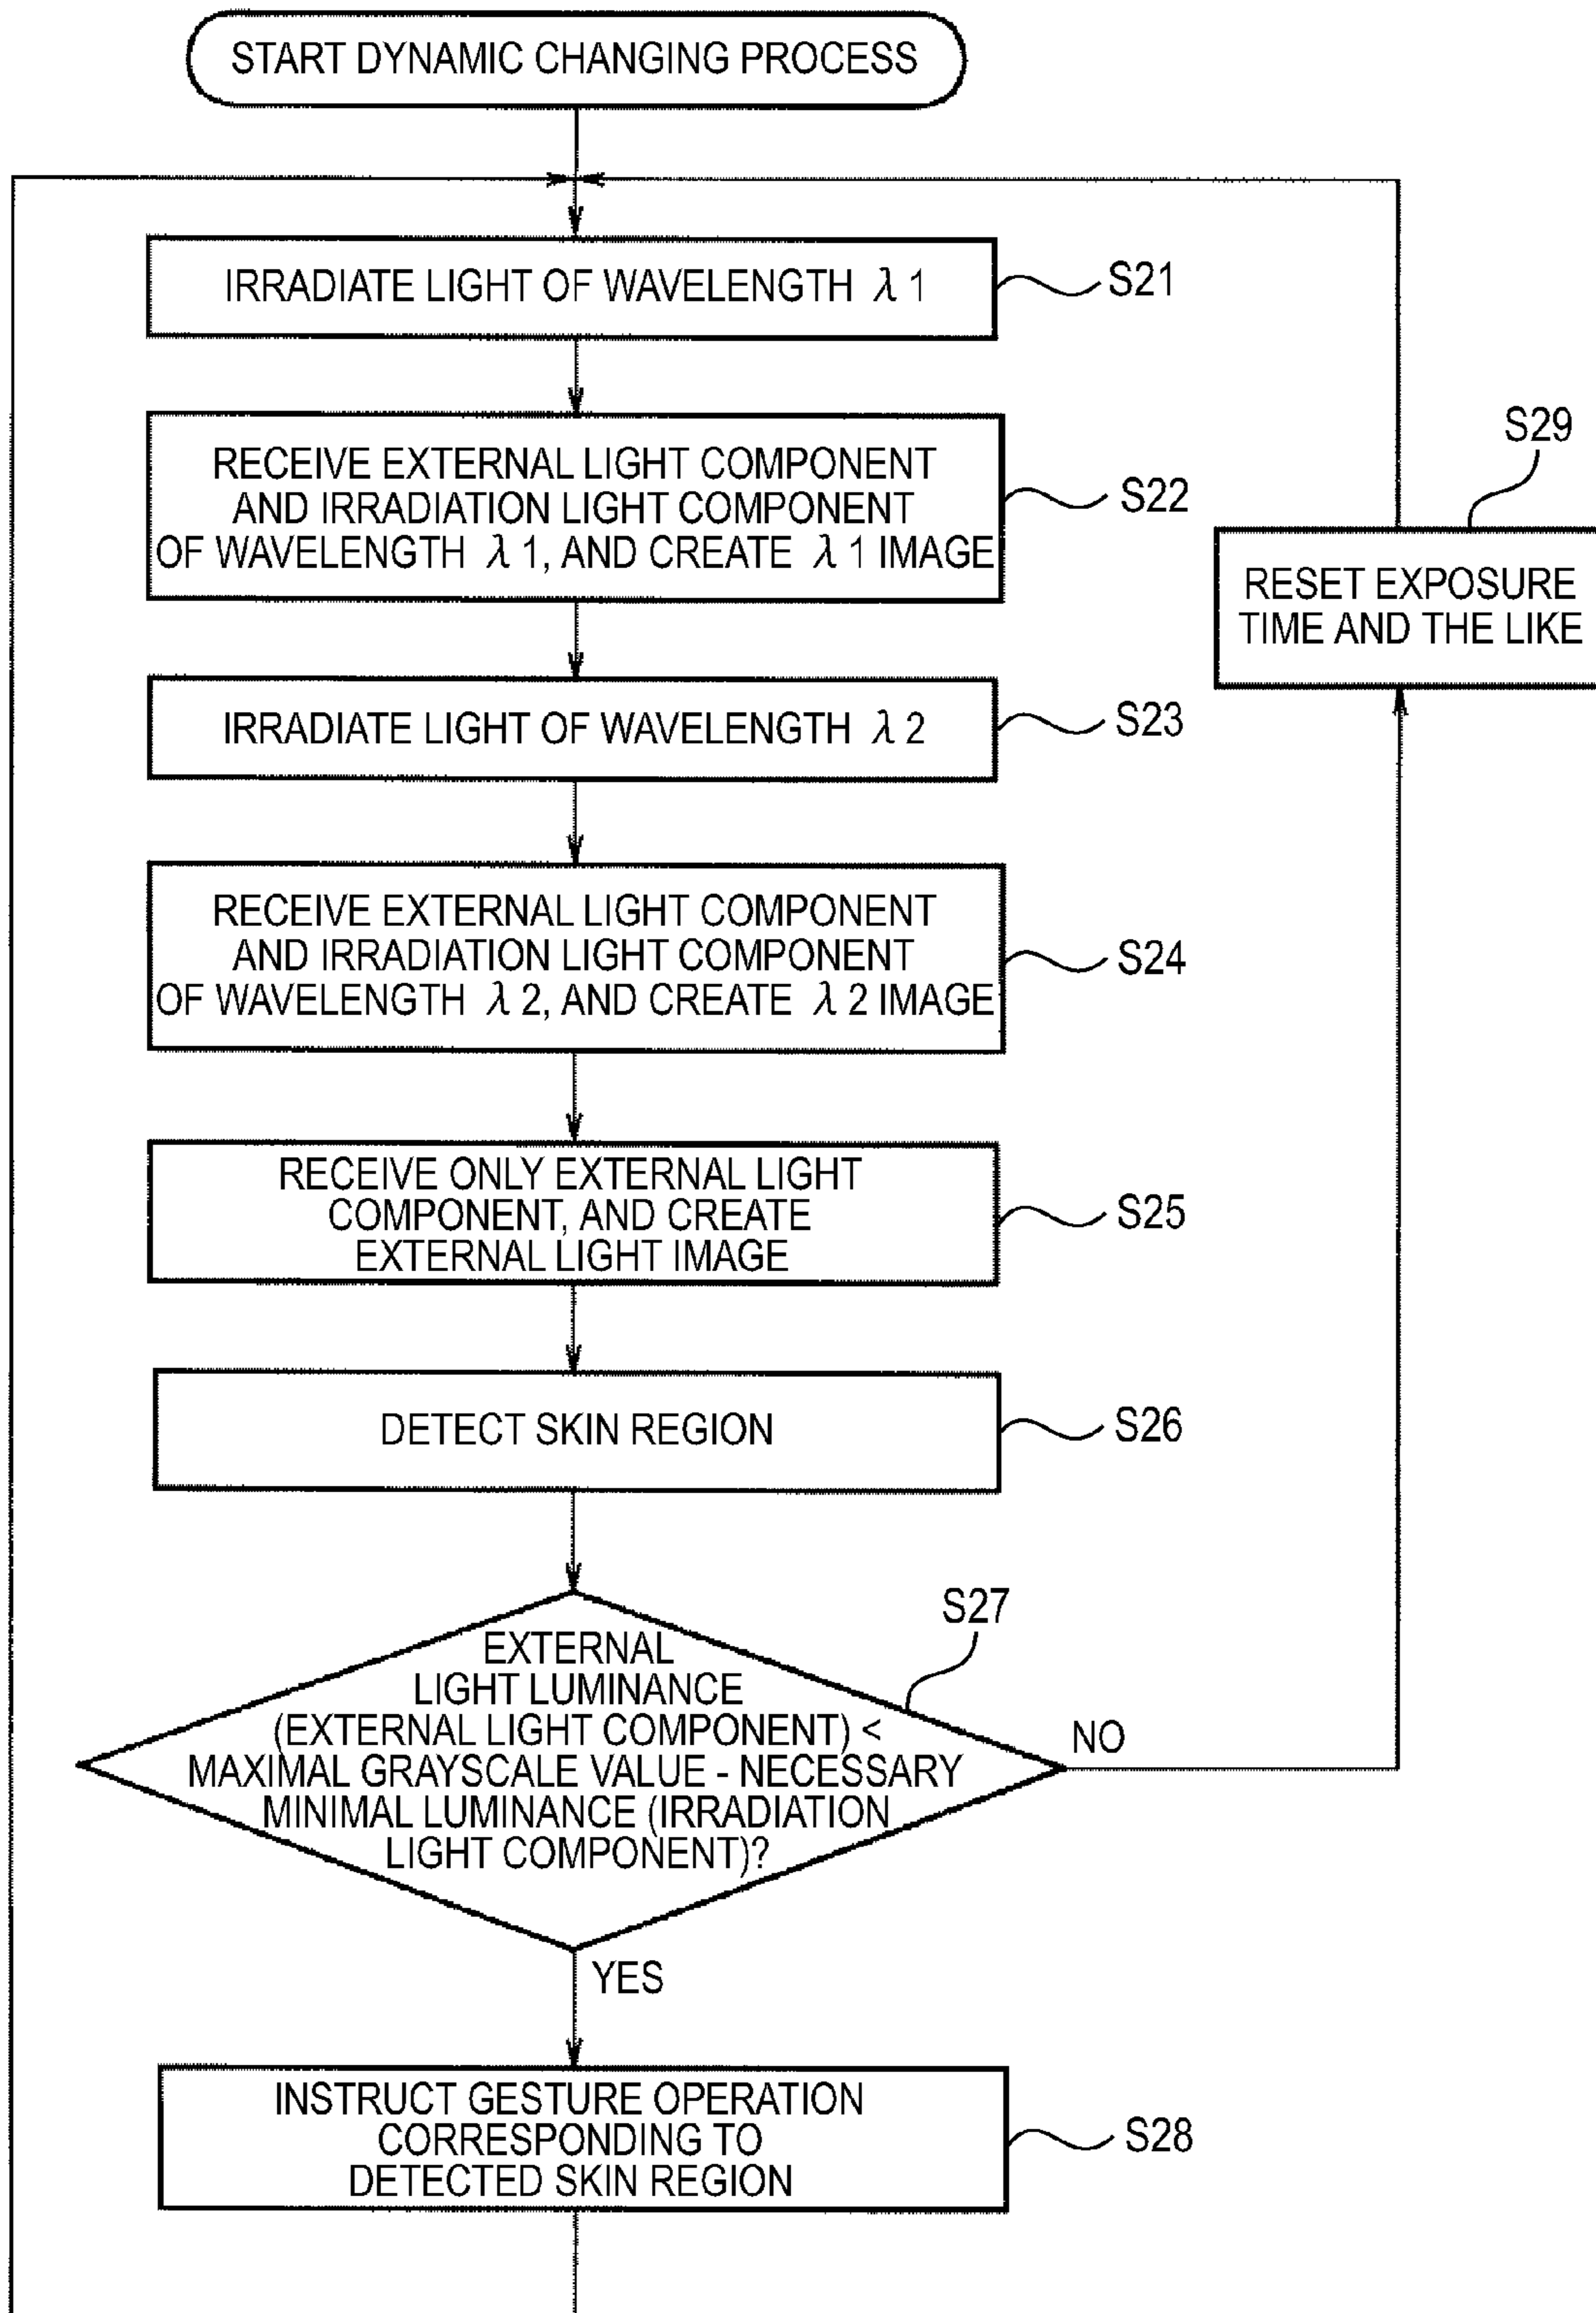 START DYNAMIC CHANGING PROCESS
IRRADIATE LIGHT OF WAVELENGTH λ1
S21
RECEIVE EXTERNAL LIGHT COMPONENT
AND IRRADIATION LIGHT COMPONENT
OF WAVELENGTH λ1, AND CREATE λ1 IMAGE
S22
S29
RESET EXPOSURE
TIME AND THE LIKE
IRRADIATE LIGHT OF WAVELENGTH λ2
S23
RECEIVE EXTERNAL LIGHT COMPONENT
AND IRRADIATION LIGHT COMPONENT
OF WAVELENGTH λ2, AND CREATE λ2 IMAGE
S24
RECEIVE ONLY EXTERNAL LIGHT
COMPONENT, AND CREATE
EXTERNAL LIGHT IMAGE
S25
DETECT SKIN REGION
S26
S27
EXTERNAL
LIGHT LUMINANCE
(EXTERNAL LIGHT COMPONENT) <
MAXIMAL GRAYSCALE VALUE - NECESSARY
MINIMAL LUMINANCE (IRRADIATION
LIGHT COMPONENT)?
NO
YES
INSTRUCT GESTURE OPERATION
CORRESPONDING TO
DETECTED SKIN REGION
S28